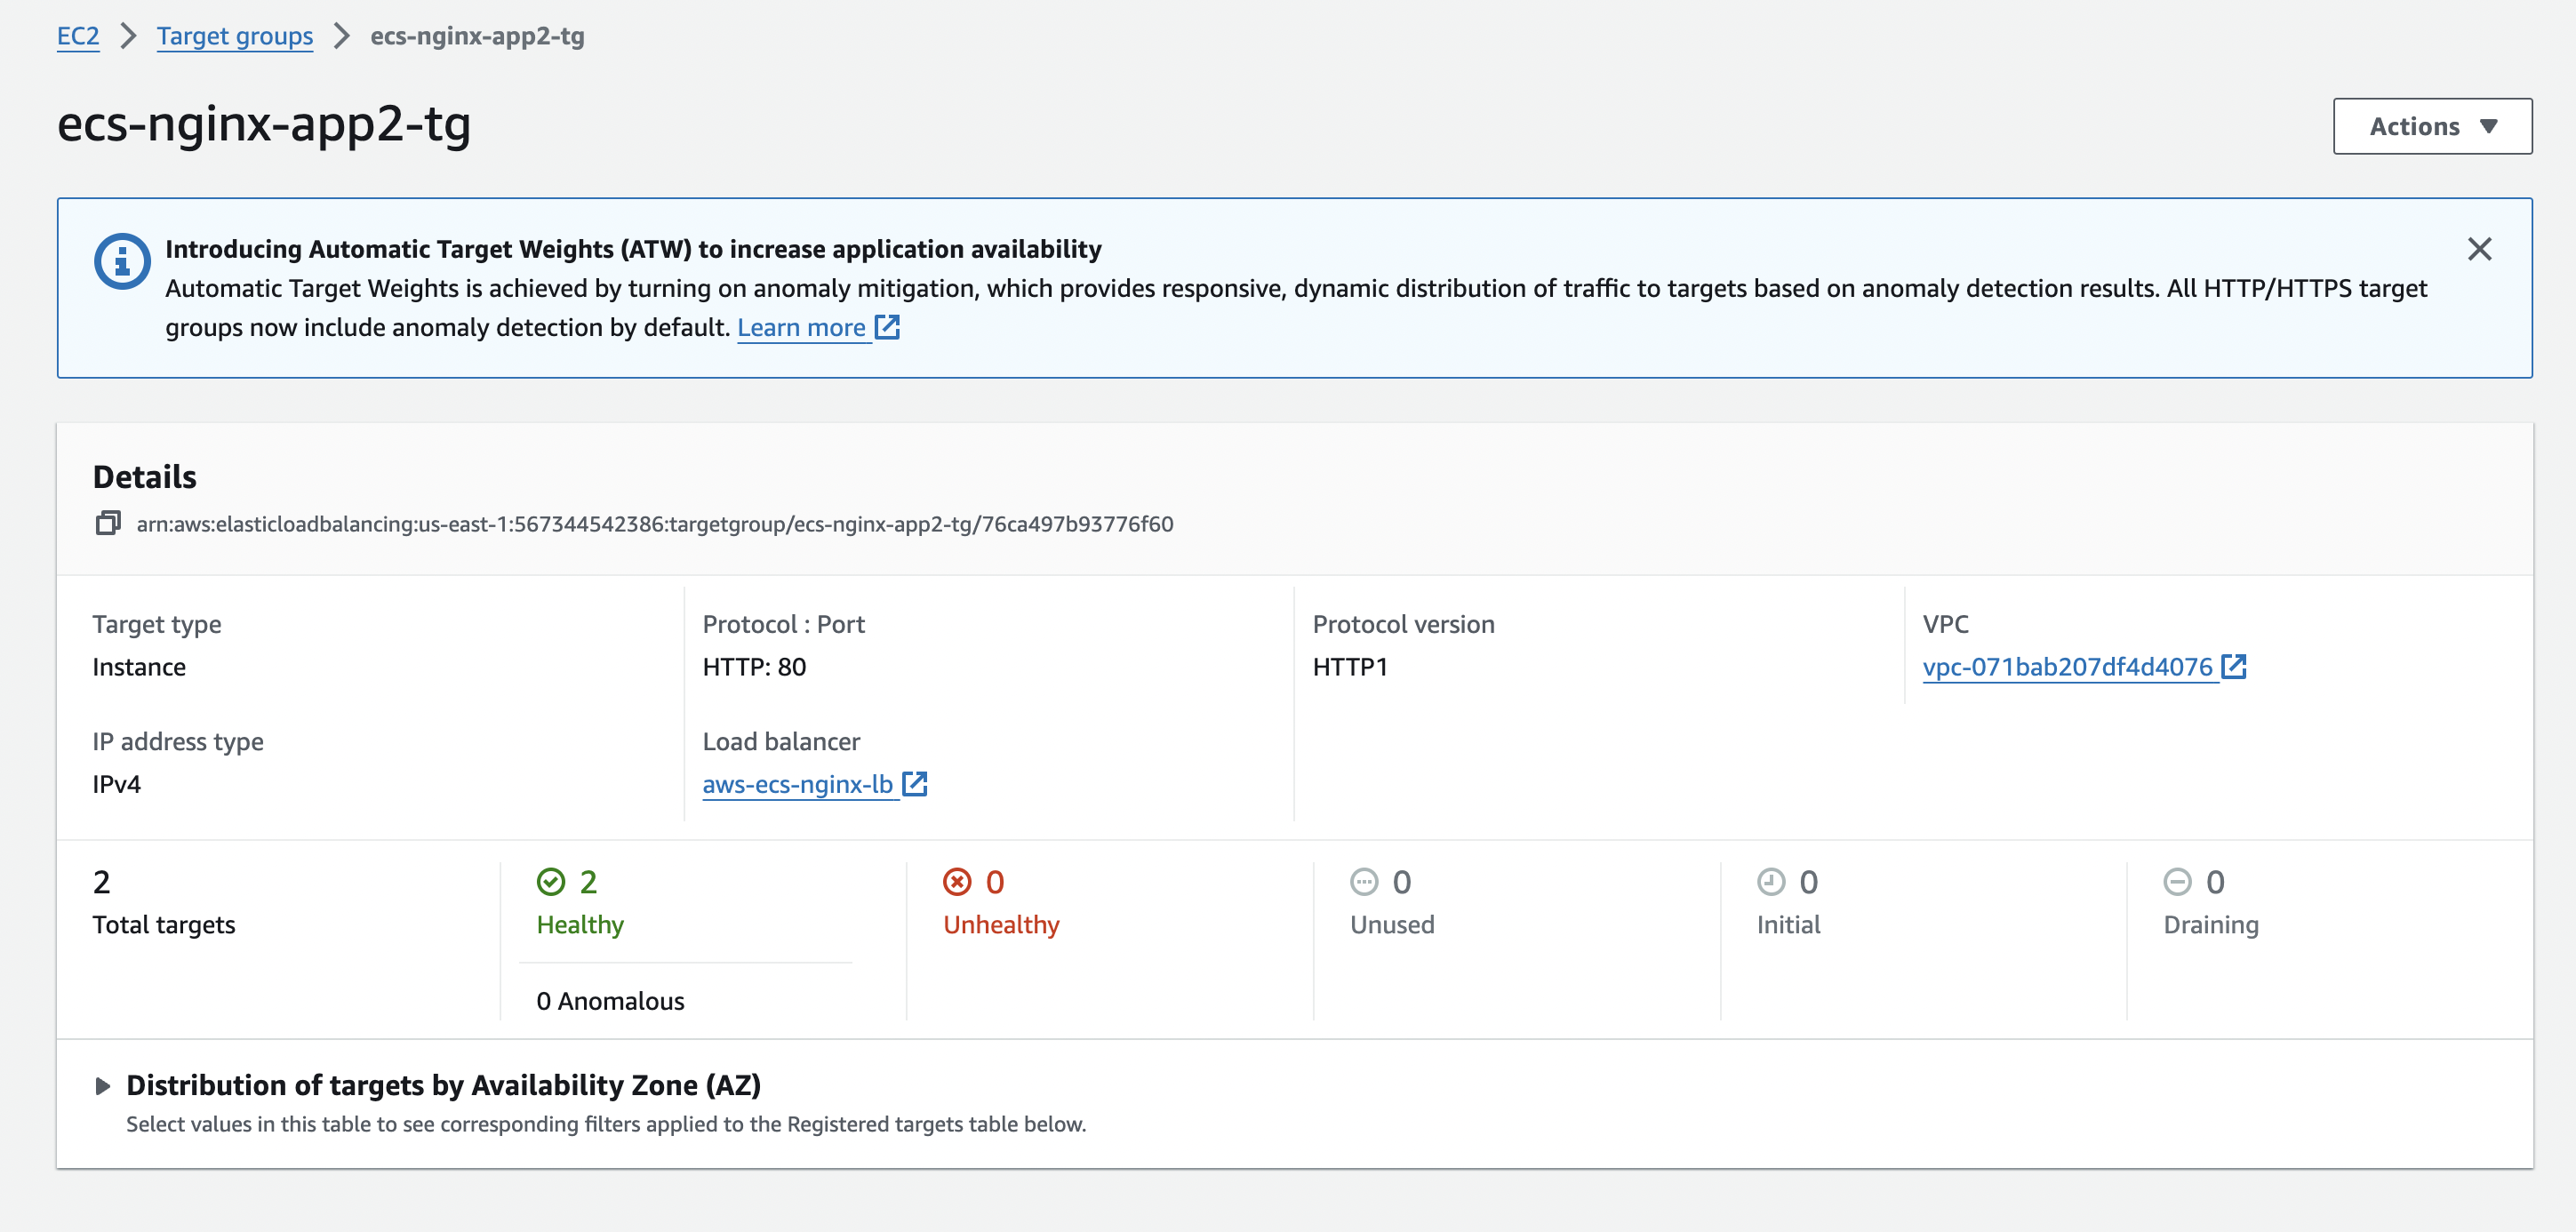 EC2 > Target groups > ecs-nginx-app2-tg
ecs-nginx-app2-tg
Actions
Introducing Automatic Target Weights (ATW) to increase application availability
Automatic Target Weights is achieved by turning on anomaly mitigation, which provides responsive, dynamic distribution of traffic to targets based on anomaly detection results. All HTTP/HTTPS target
groups now include anomaly detection by default. Learn more
Details
arn:aws:elasticloadbalancing:us-east-1:567344542386:targetgroup/ecs-nginx-app2-tg/76ca497b93776f60
Target type
Instance
Protocol : Port
HTTP: 80
Protocol version
HTTP1
VPC
vpc-071bab207df4d4076
IP address type
IPv4
Load balancer
aws-ecs-nginx-lb
2
Total targets
2
Healthy
0 Anomalous
0
Unhealthy
0
Unused
0
Initial
0
Draining
Distribution of targets by Availability Zone (AZ)
Select values in this table to see corresponding filters applied to the Registered targets table below.